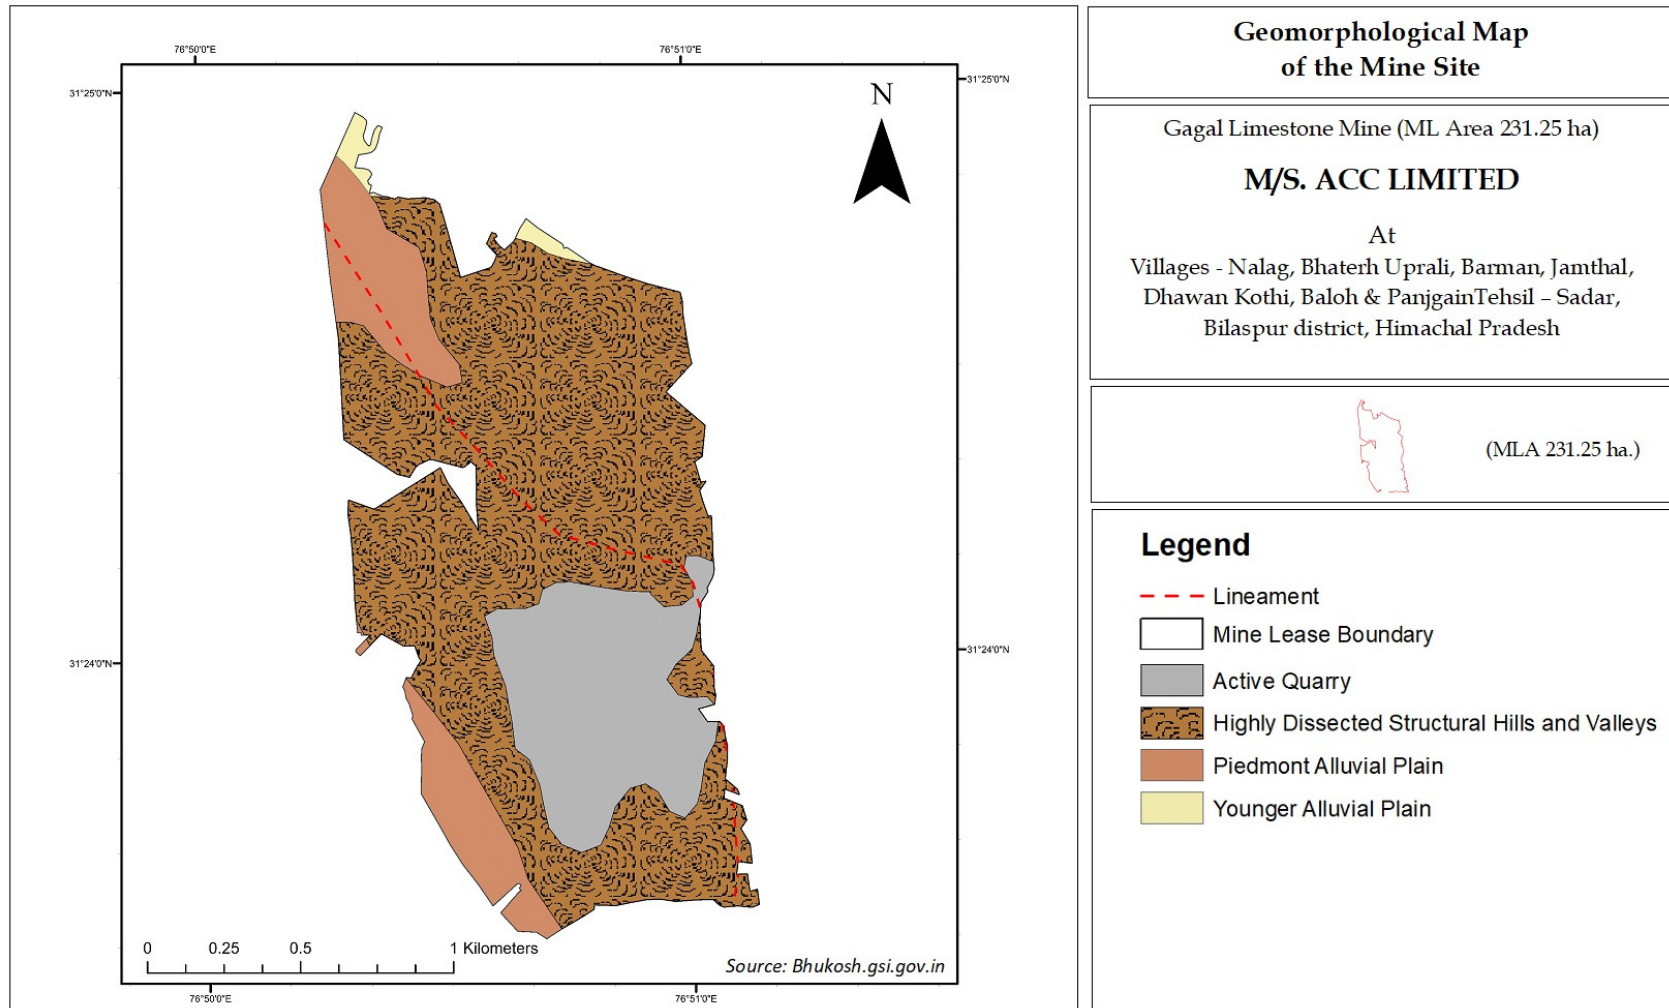 76°50'0"E
76°51'0"E
31°25'0"N
31°25'0"N
N
31°24'0"N
31°24'0"N
0 0.25 0.5 1 Kilometers
Source: Bhukosh.gsi.gov.in
76°50'0"E
76°51'0"E
Geomorphological Map
of the Mine Site
Gagal Limestone Mine (ML Area 231.25 ha)
M/S. ACC LIMITED
At
Villages - Nalag, Bhaterh Uprali, Barman, Jamthal,
Dhawan Kothi, Baloh & PanjgainTehsil – Sadar,
Bilaspur district, Himachal Pradesh
(MLA 231.25 ha.)
Legend
Lineament
Mine Lease Boundary
Active Quarry
Highly Dissected Structural Hills and Valleys
Piedmont Alluvial Plain
Younger Alluvial Plain